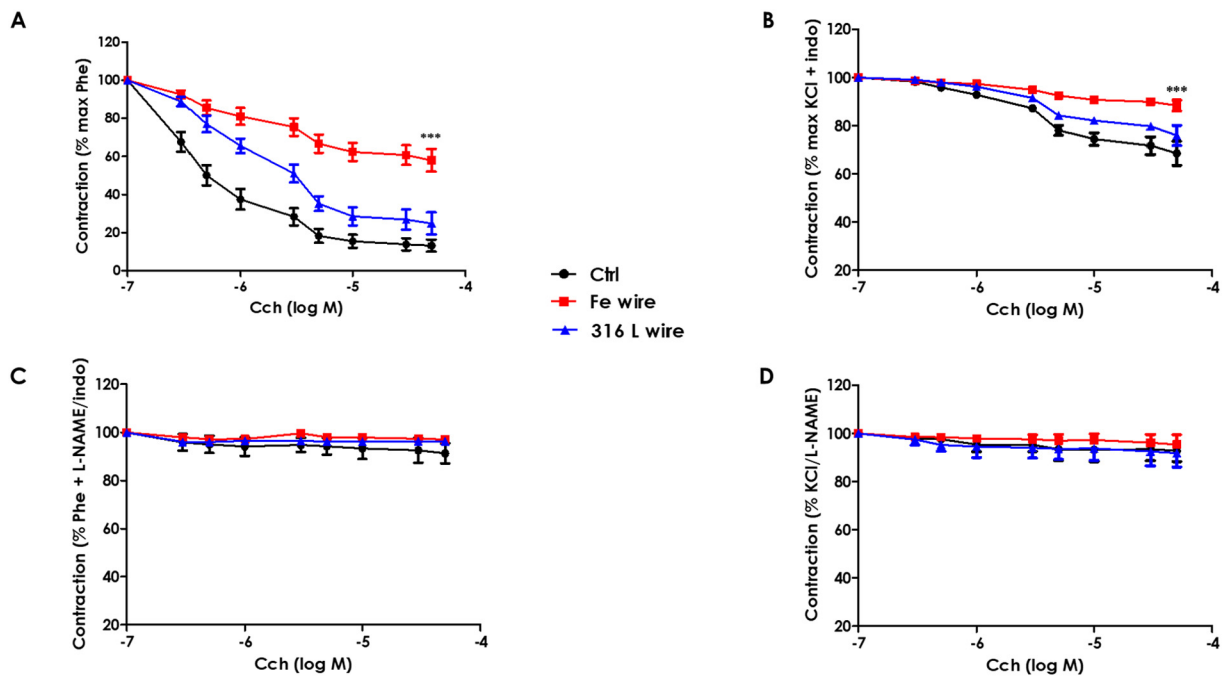 A
Contraction (% max Phe)
120
100
80
60
40
20
0
***
-7
-6
-5
-4
Cch (log M)
B
Contraction (% max KCl + indo)
120
100
80
60
40
20
***
-7
-6
-5
-4
Cch (log M)
Ctrl
Fe wire
316 L wire
C
Contraction (% Phe + L-NAME/indo)
120
100
80
60
40
20
-7
-6
-5
-4
Cch (log M)
D
Contraction (% KCl/L-NAME)
120
100
80
60
40
20
-7
-6
-5
-4
Cch (log M)